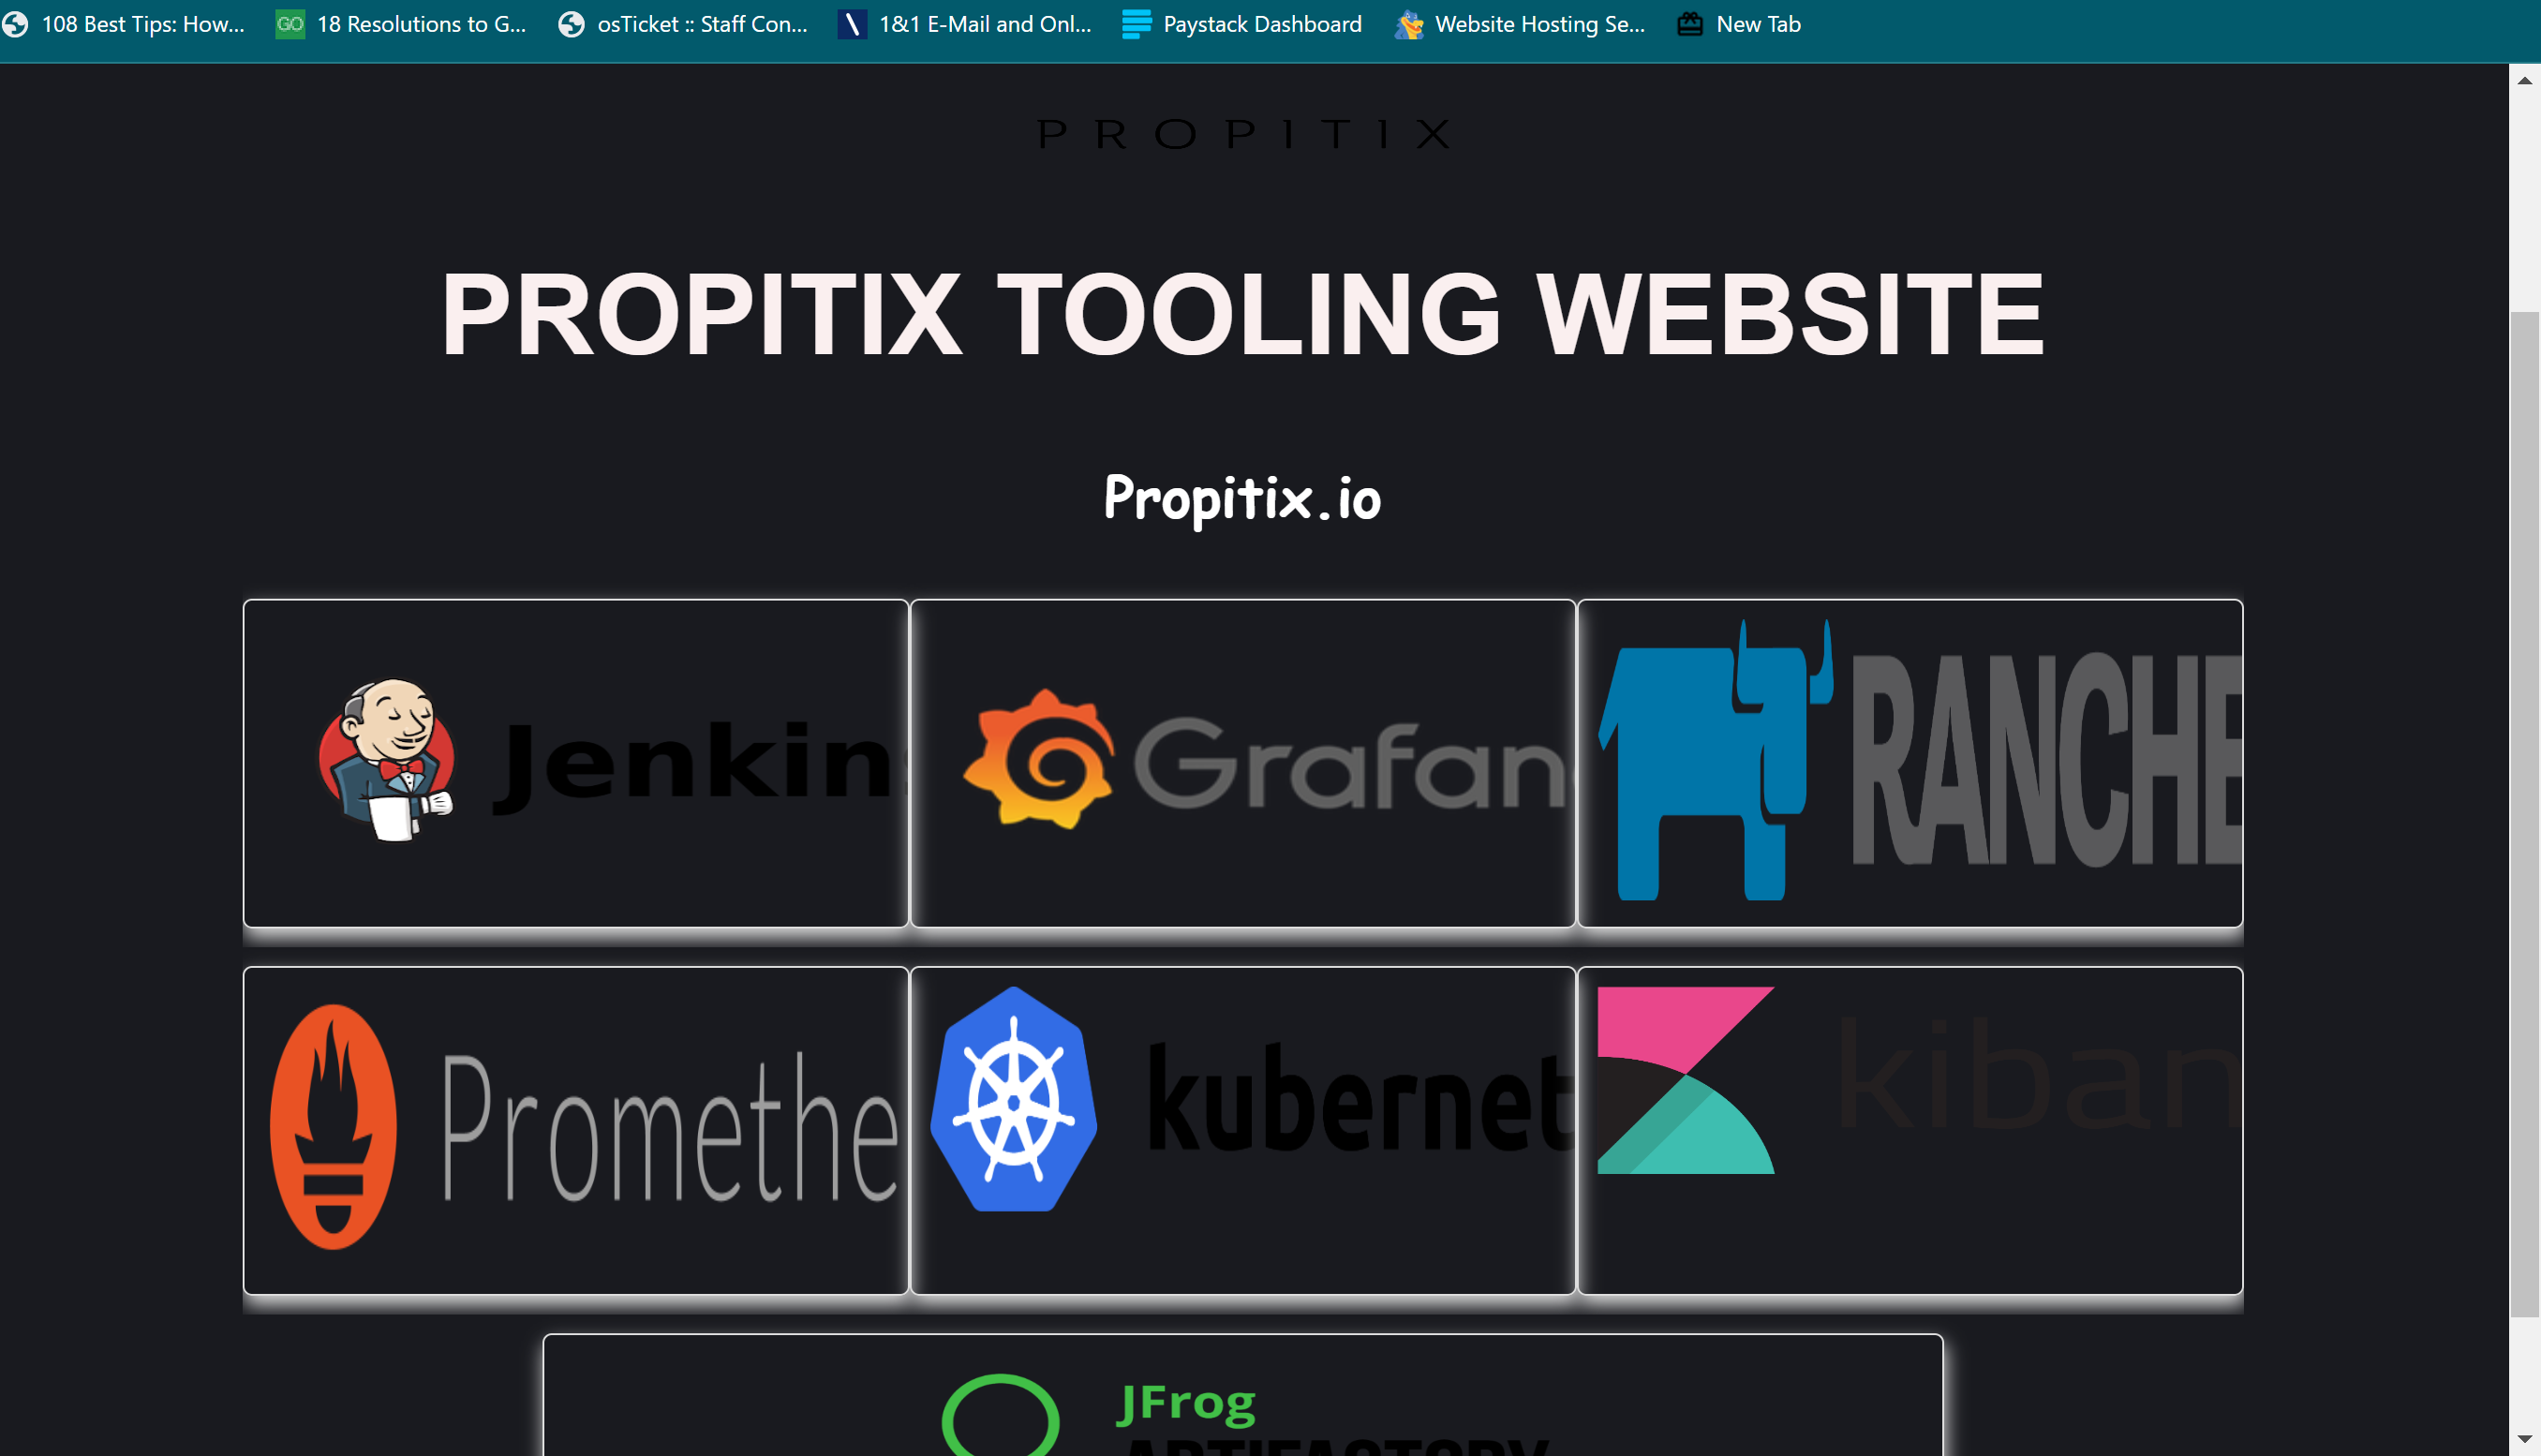 108 Best Tips: How... GO 18 Resolutions to G... osTicket :: Staff Con... 1&1 E-Mail and Onl... Paystack Dashboard Website Hosting Se... New Tab
PROPITIX
PROPITIX TOOLING WEBSITE
Propitix.io
Jenkin Grafan RANCHE
Promethe kubernet kiban
JFrog
ARTIFACTORY